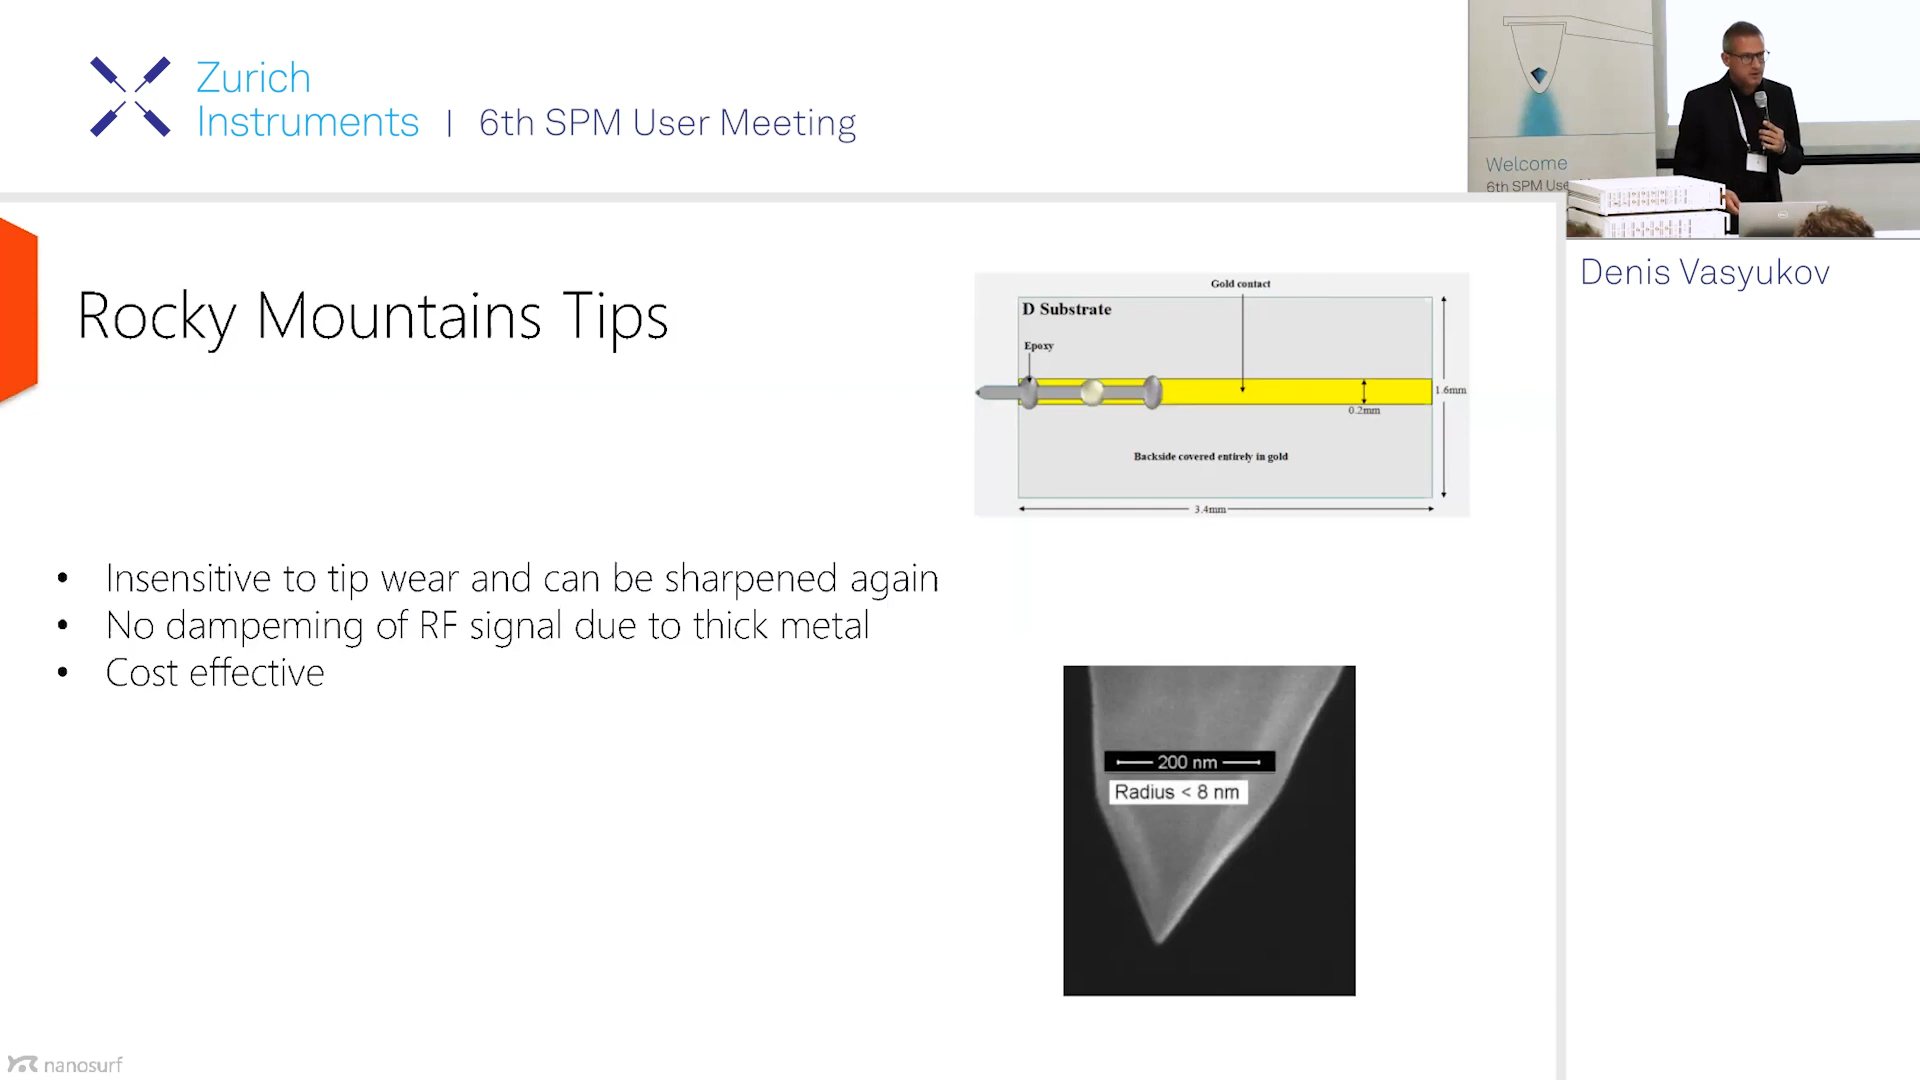 Zurich
Instruments | 6th SPM User Meeting
Welcome
6th SPM Use
Denis Vasyukov
Rocky Mountains Tips
Gold contact
D Substrate
Epoxy
1.6mm
0.2mm
Backside covered entirely in gold
3.4mm
• Insensitive to tip wear and can be sharpened again
• No dampeming of RF signal due to thick metal
• Cost effective
200 nm
Radius < 8 nm
nanosurf